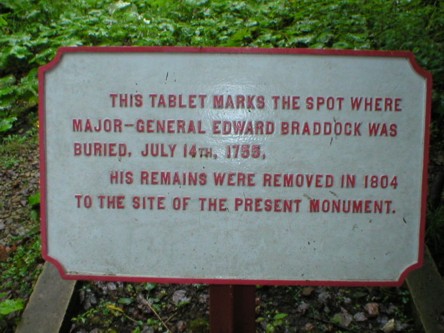 THIS TABLET MARKS THE SPOT WHERE
MAJOR-GENERAL EDWARD BRADDOCK WAS
BURIED, JULY 14TH, 1755,
HIS REMAINS WERE REMOVED IN 1804
TO THE SITE OF THE PRESENT MONUMENT.